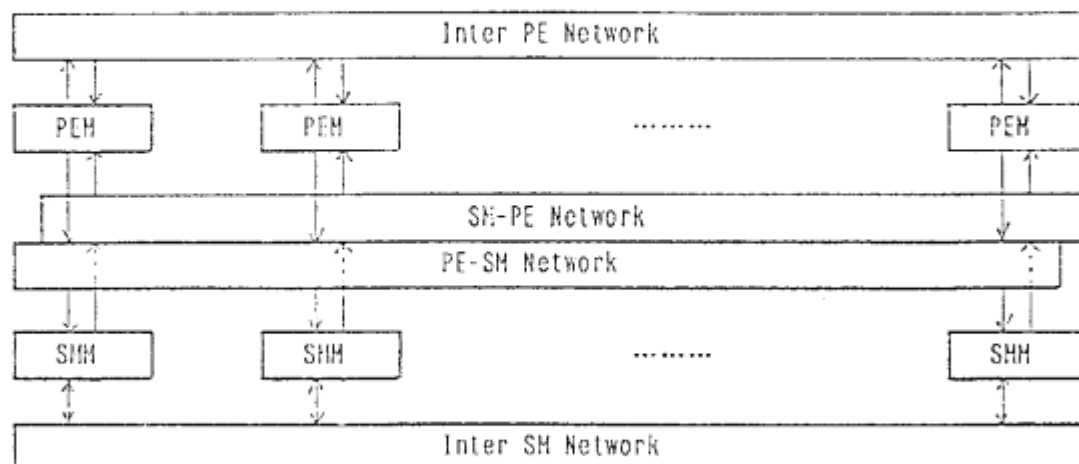 Inter PE Network
PEM PEM ……… PEM
SM-PE Network
PE-SM Network
SMM SMM ……… SMM
Inter SM Network